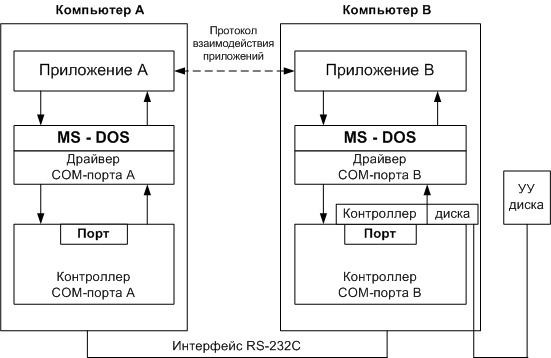 Компьютер А
Компьютер В
Протокол
взаимодействия
приложений
Приложение А
Приложение В
MS - DOS
Драйвер
COM-порта А
MS - DOS
Драйвер
COM-порта В
УУ
диска
Контроллер диска
Порт
Порт
Контроллер
COM-порта А
Контроллер
COM-порта В
Интерфейс RS-232C